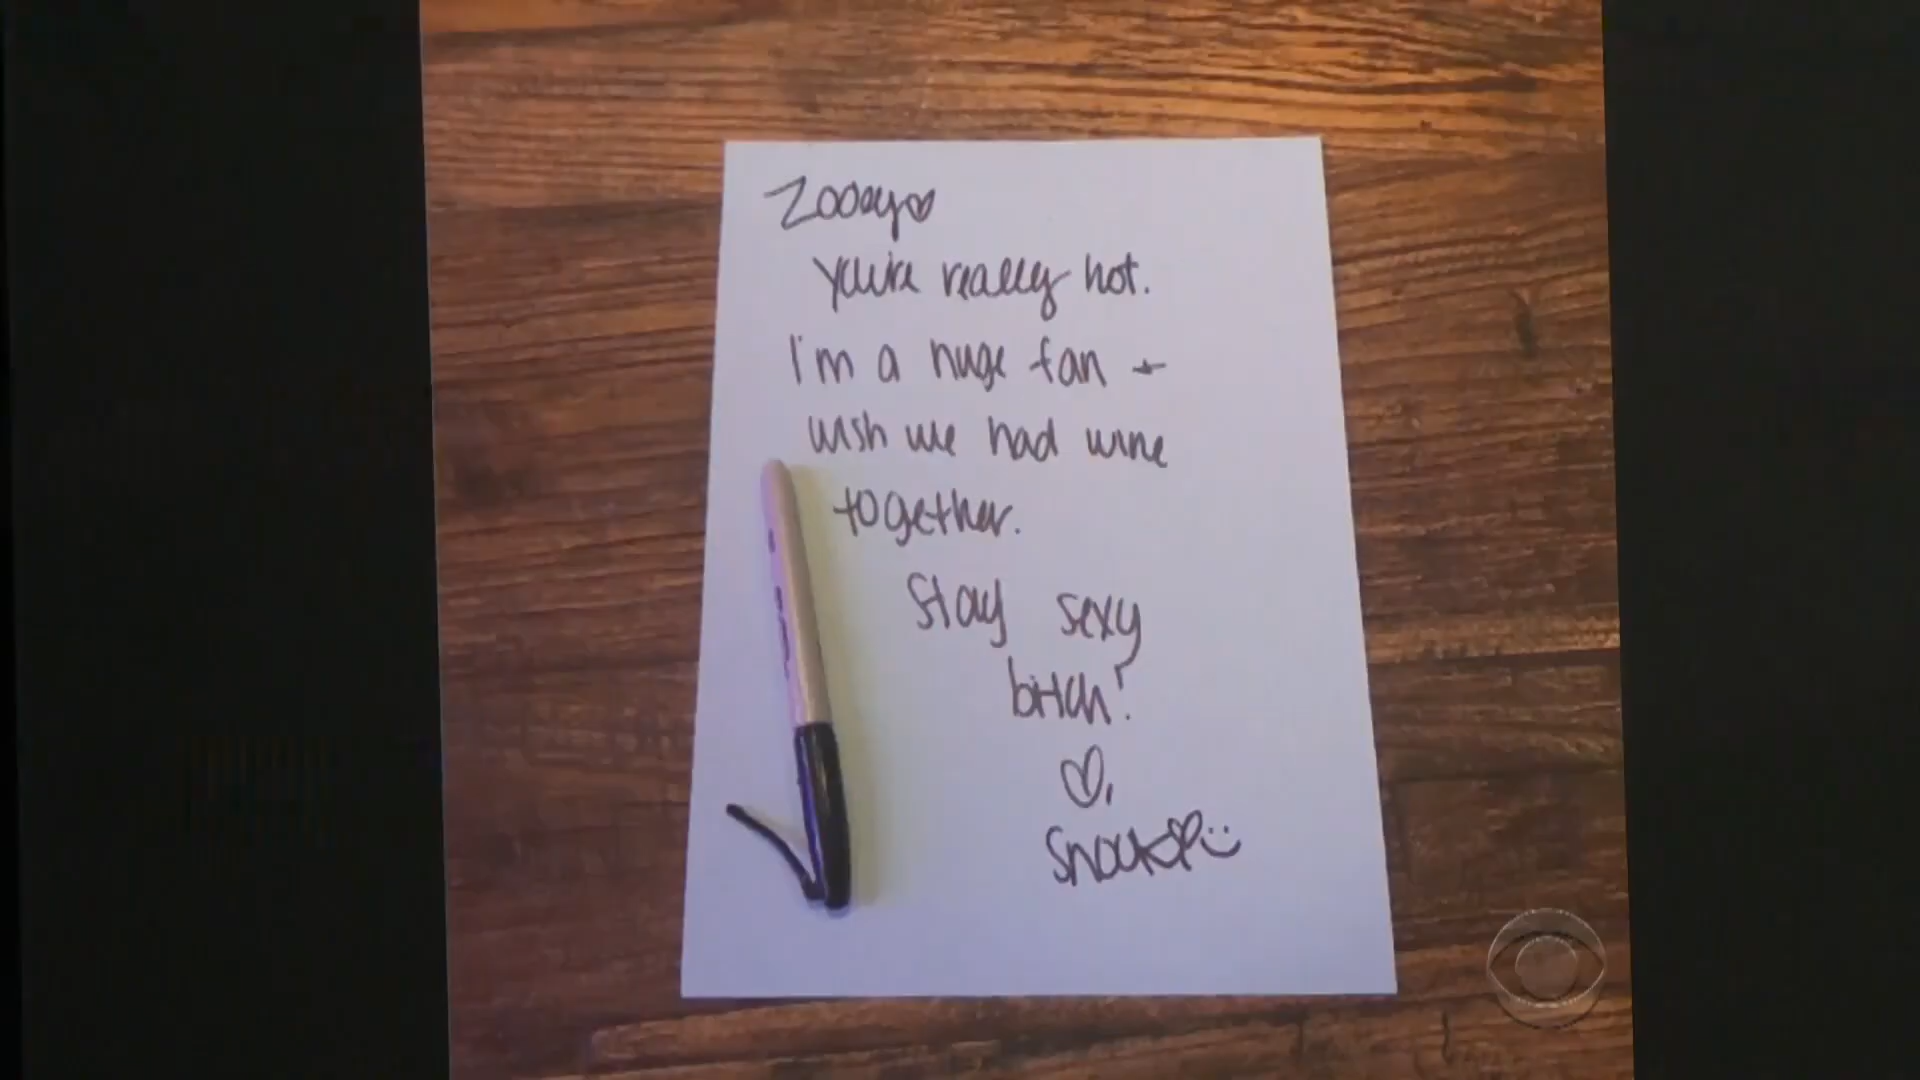 Zooey♡
You're really hot.
I'm a huge fan +
wish we had wine
together.
Stay sexy
bitch!
♡,
Snooki